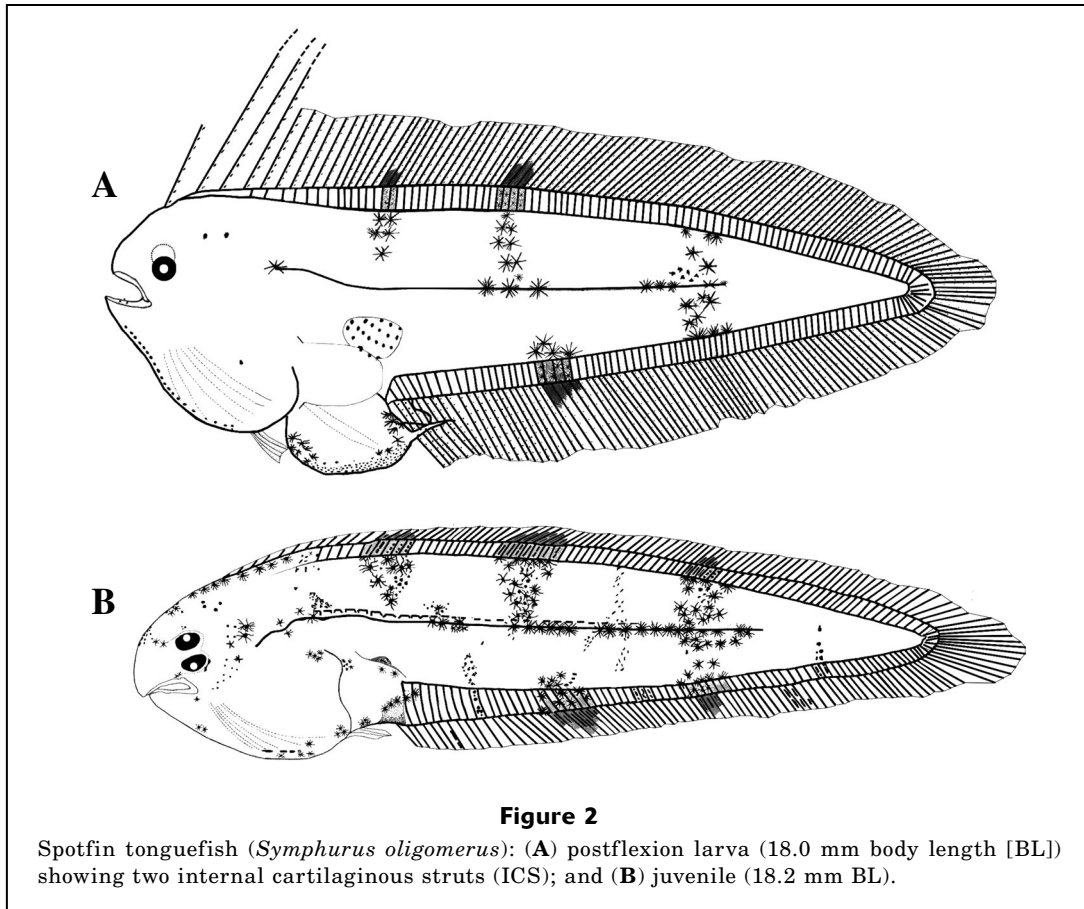 A
B
Figure 2
Spotfin tonguefish (Symphurus oligomerus): (A) postflexion larva (18.0 mm body length [BL])
showing two internal cartilaginous struts (ICS); and (B) juvenile (18.2 mm BL).